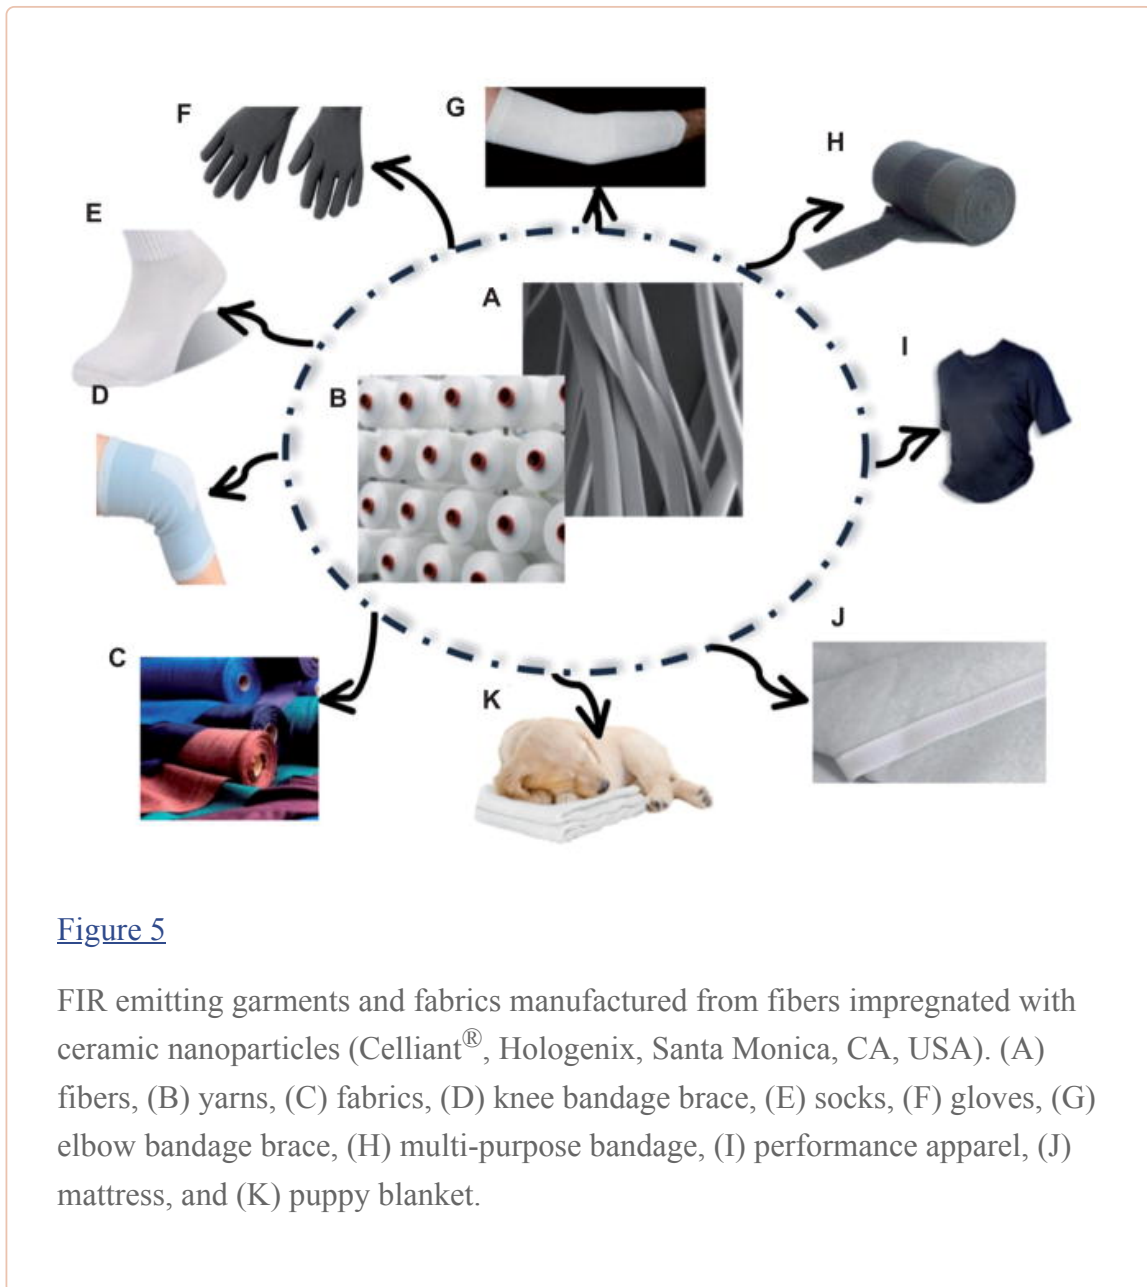 F
G
H
E
A
I
B
D
J
C
K
Figure 5
FIR emitting garments and fabrics manufactured from fibers impregnated with
ceramic nanoparticles (Celliant®, Hologenix, Santa Monica, CA, USA). (A)
fibers, (B) yarns, (C) fabrics, (D) knee bandage brace, (E) socks, (F) gloves, (G)
elbow bandage brace, (H) multi-purpose bandage, (I) performance apparel, (J)
mattress, and (K) puppy blanket.